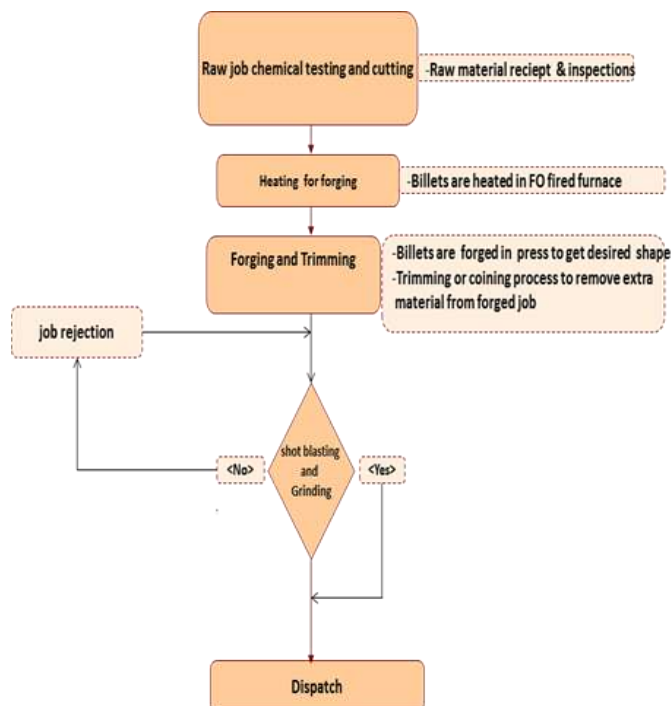 Raw job chemical testing and cutting
-Raw material reciept & inspections
Heating for forging
-Billets are heated in FO fired furnace
Forging and Trimming
-Billets are forged in press to get desired shape
-Trimming or coining process to remove extra
material from forged job
job rejection
shot blasting
and
Grinding
<No>
<Yes>
Dispatch